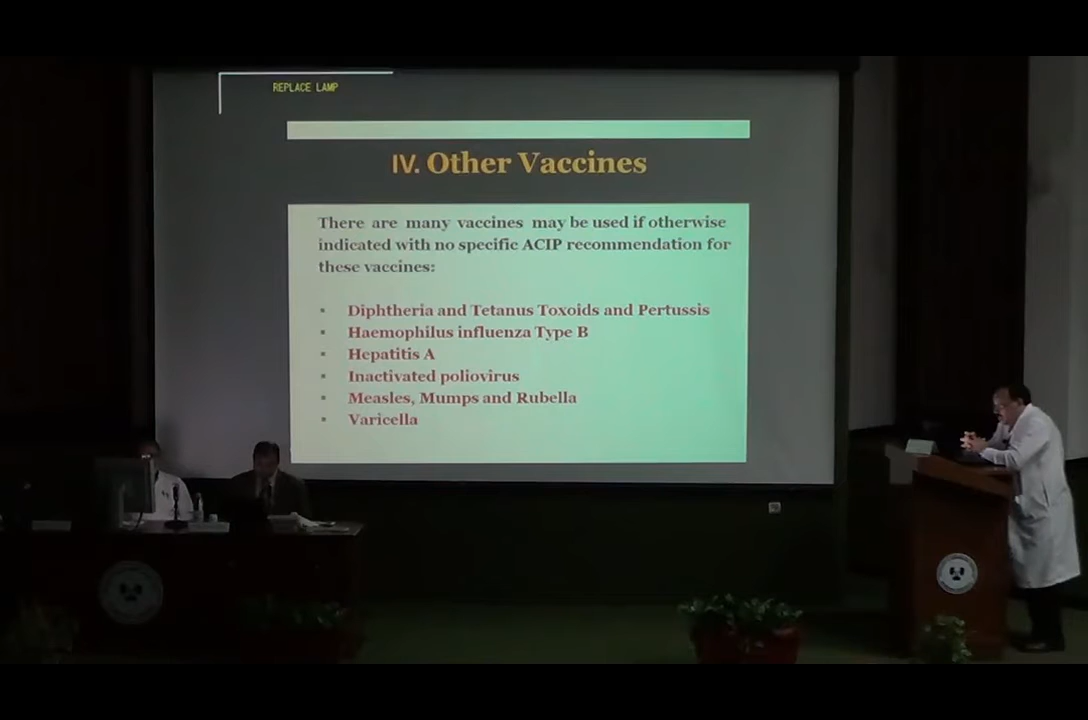 REPLACE LAMP
IV. Other Vaccines
There are many vaccines may be used if otherwise
indicated with no specific ACIP recommendation for
these vaccines:
▪ Diphtheria and Tetanus Toxoids and Pertussis
▪ Haemophilus influenza Type B
▪ Hepatitis A
▪ Inactivated poliovirus
▪ Measles, Mumps and Rubella
▪ Varicella